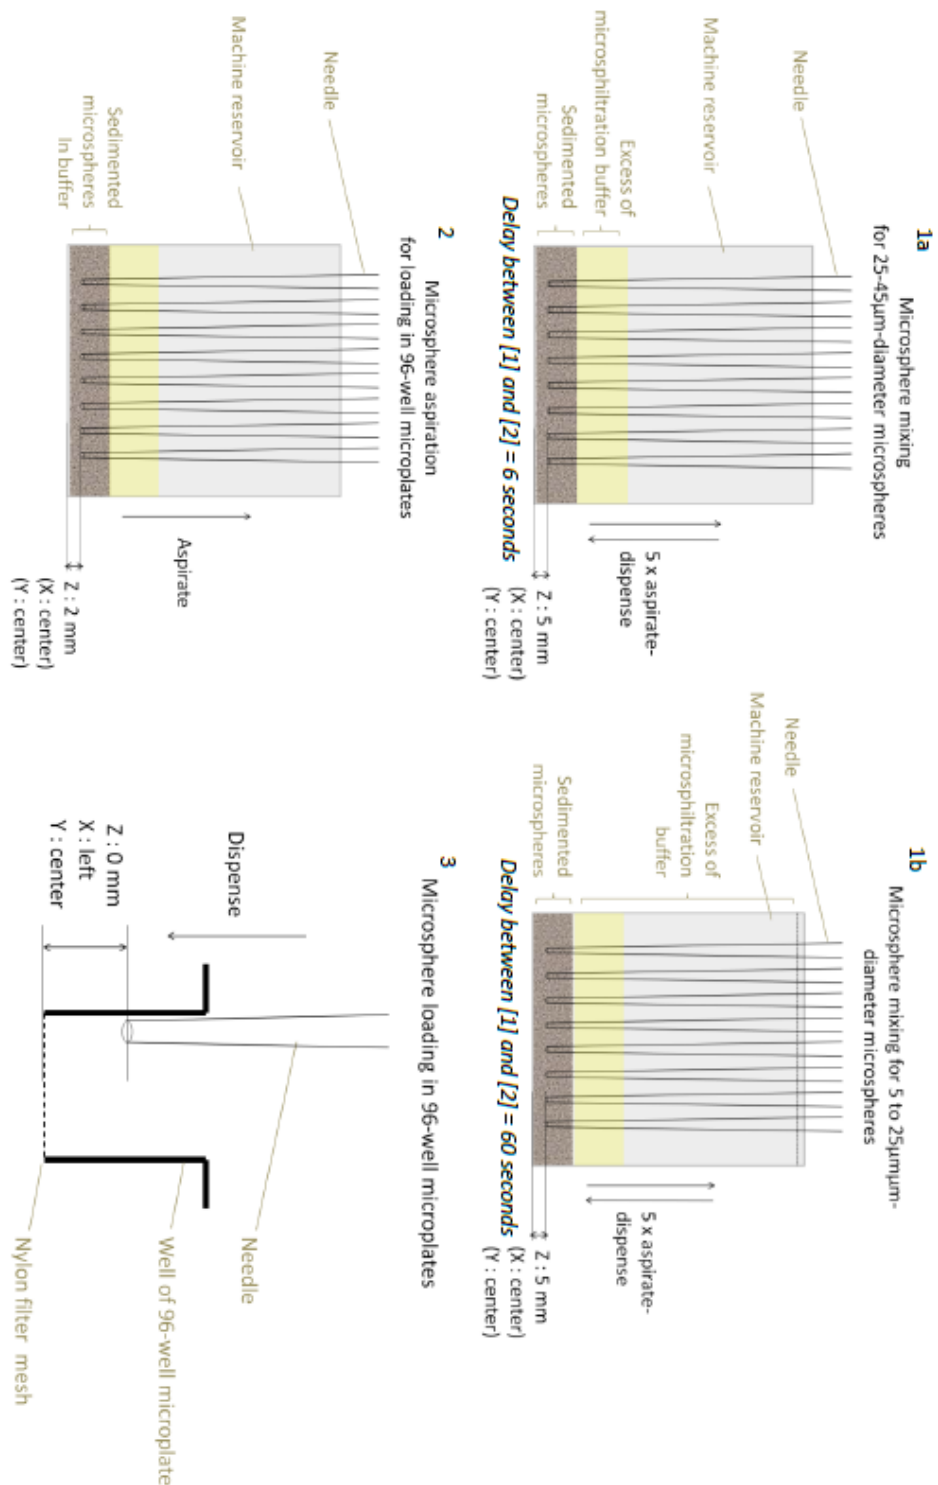 1a
Microsphere mixing
for 25-45µm-diameter microspheres
Needle
Machine reservoir
Excess of
microsphiltration buffer
Sedimented
microspheres
5 x aspirate-
dispense
Z : 5 mm
(X : center)
(Y : center)
Delay between [1] and [2] = 6 seconds
1b
Microsphere mixing for 5 to 25µmµm-
diameter microspheres
Needle
Machine reservoir
Excess of
microsphiltration
buffer
Sedimented
microspheres
5 x aspirate-
dispense
Z : 5 mm
(X : center)
(Y : center)
Delay between [1] and [2] = 60 seconds
2
Microsphere aspiration
for loading in 96-well microplates
Needle
Machine reservoir
Sedimented
microspheres
In buffer
Aspirate
Z : 2 mm
(X : center)
(Y : center)
3
Microsphere loading in 96-well microplates
Dispense
Z : 0 mm
X : left
Y : center
Needle
Well of 96-well microplate
Nylon filter mesh